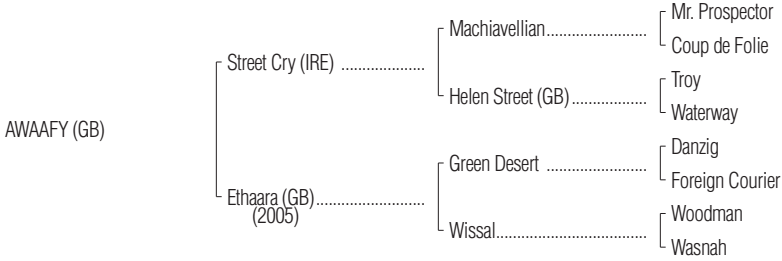 Mr. Prospector
Machiavellian
Coup de Folie
Street Cry (IRE)
Troy
Helen Street (GB)
Waterway
AWAAFY (GB)
Danzig
Green Desert
Foreign Courier
Ethaara (GB)
(2005)
Woodman
Wissal
Wasnah